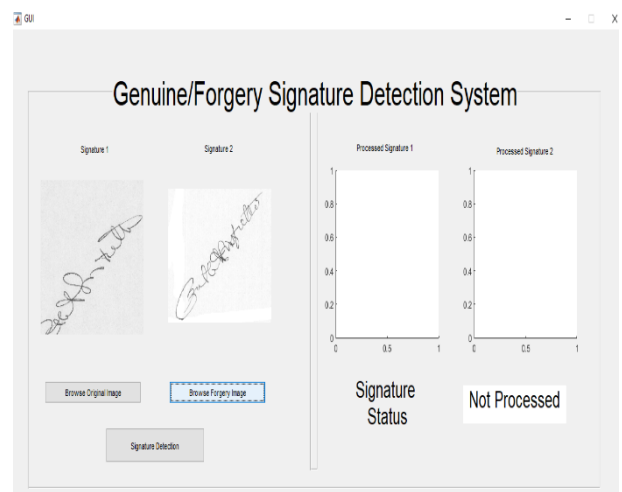 GUI
Genuine/Forgery Signature Detection System
Signature 1
Signature 2
Processed Signature 1
Processed Signature 2
1
0.8
0.6
0.4
0.2
0
0
0.5
1
1
0.8
0.6
0.4
0.2
0
0
0.5
1
Browse Original Image
Browse Forgery Image
Signature Detection
Signature
Status
Not Processed